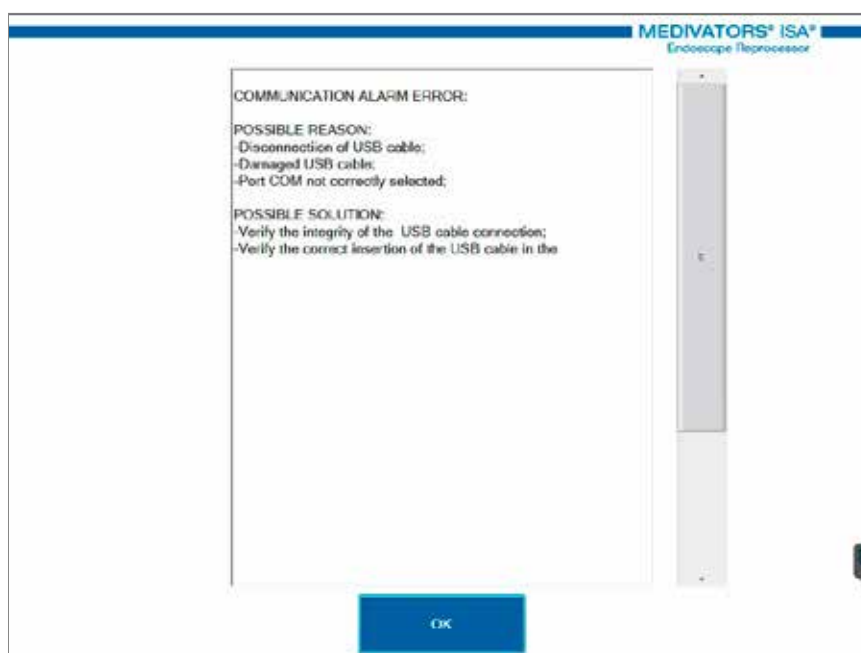 MEDIVATORS® ISA®
Endoscope Reprocessor
COMMUNICATION ALARM ERROR:
POSSIBLE REASON:
-Disconnection of USB cable;
-Damaged USB cable;
-Port COM not correctly selected;
POSSIBLE SOLUTION:
-Verify the integrity of the USB cable connection;
-Verify the correct insertion of the USB cable in the
OK